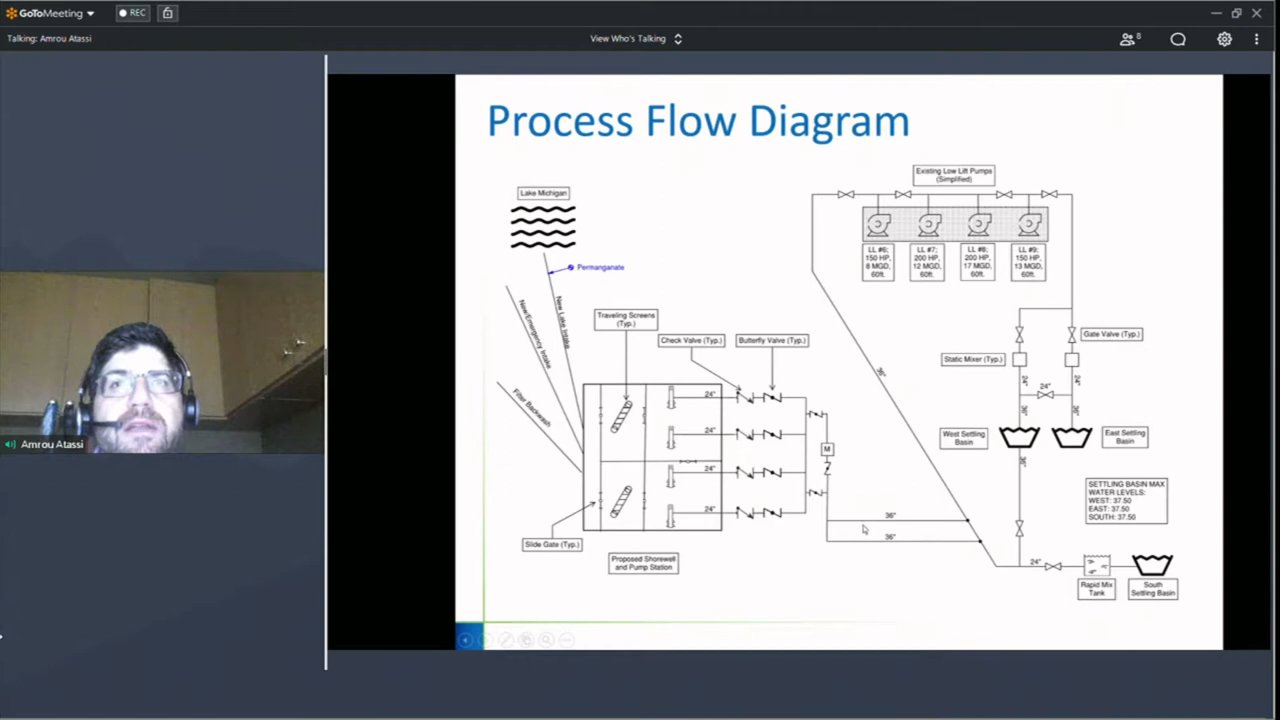 GoToMeeting
REC
Talking: Amrou Atassi
View Who's Talking
8
Process Flow Diagram
Existing Low Lift Pumps
(Simplified)
Lake Michigan
LL #6;
150 HP,
8 MGD,
60ft.
LL #7;
200 HP,
12 MGD,
60ft.
LL #8;
200 HP,
17 MGD,
60ft.
LL #9;
150 HP,
13 MGD,
60ft.
Permanganate
New Lake Intake
New/Emergency Intake
Filter Backwash
Traveling Screens
(Typ.)
Check Valve (Typ.)
Butterfly Valve (Typ.)
Gate Valve (Typ.)
Static Mixer (Typ.)
36"
24"
24"
24"
24"
24"
24"
24"
36"
36"
M
West Settling
Basin
East Settling
Basin
36"
SETTLING BASIN MAX
WATER LEVELS:
WEST: 37.50
EAST: 37.50
SOUTH: 37.50
36"
36"
Slide Gate (Typ.)
Proposed Shorewell
and Pump Station
24"
Rapid Mix
Tank
South
Settling Basin
Amrou Atassi